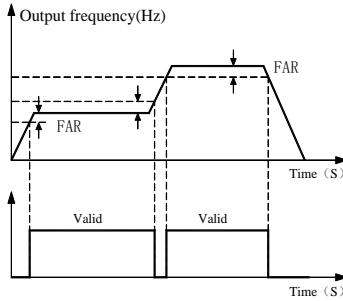 Output frequency(Hz)
FAR
FAR
Time（S）
Valid
Valid
Time（S）